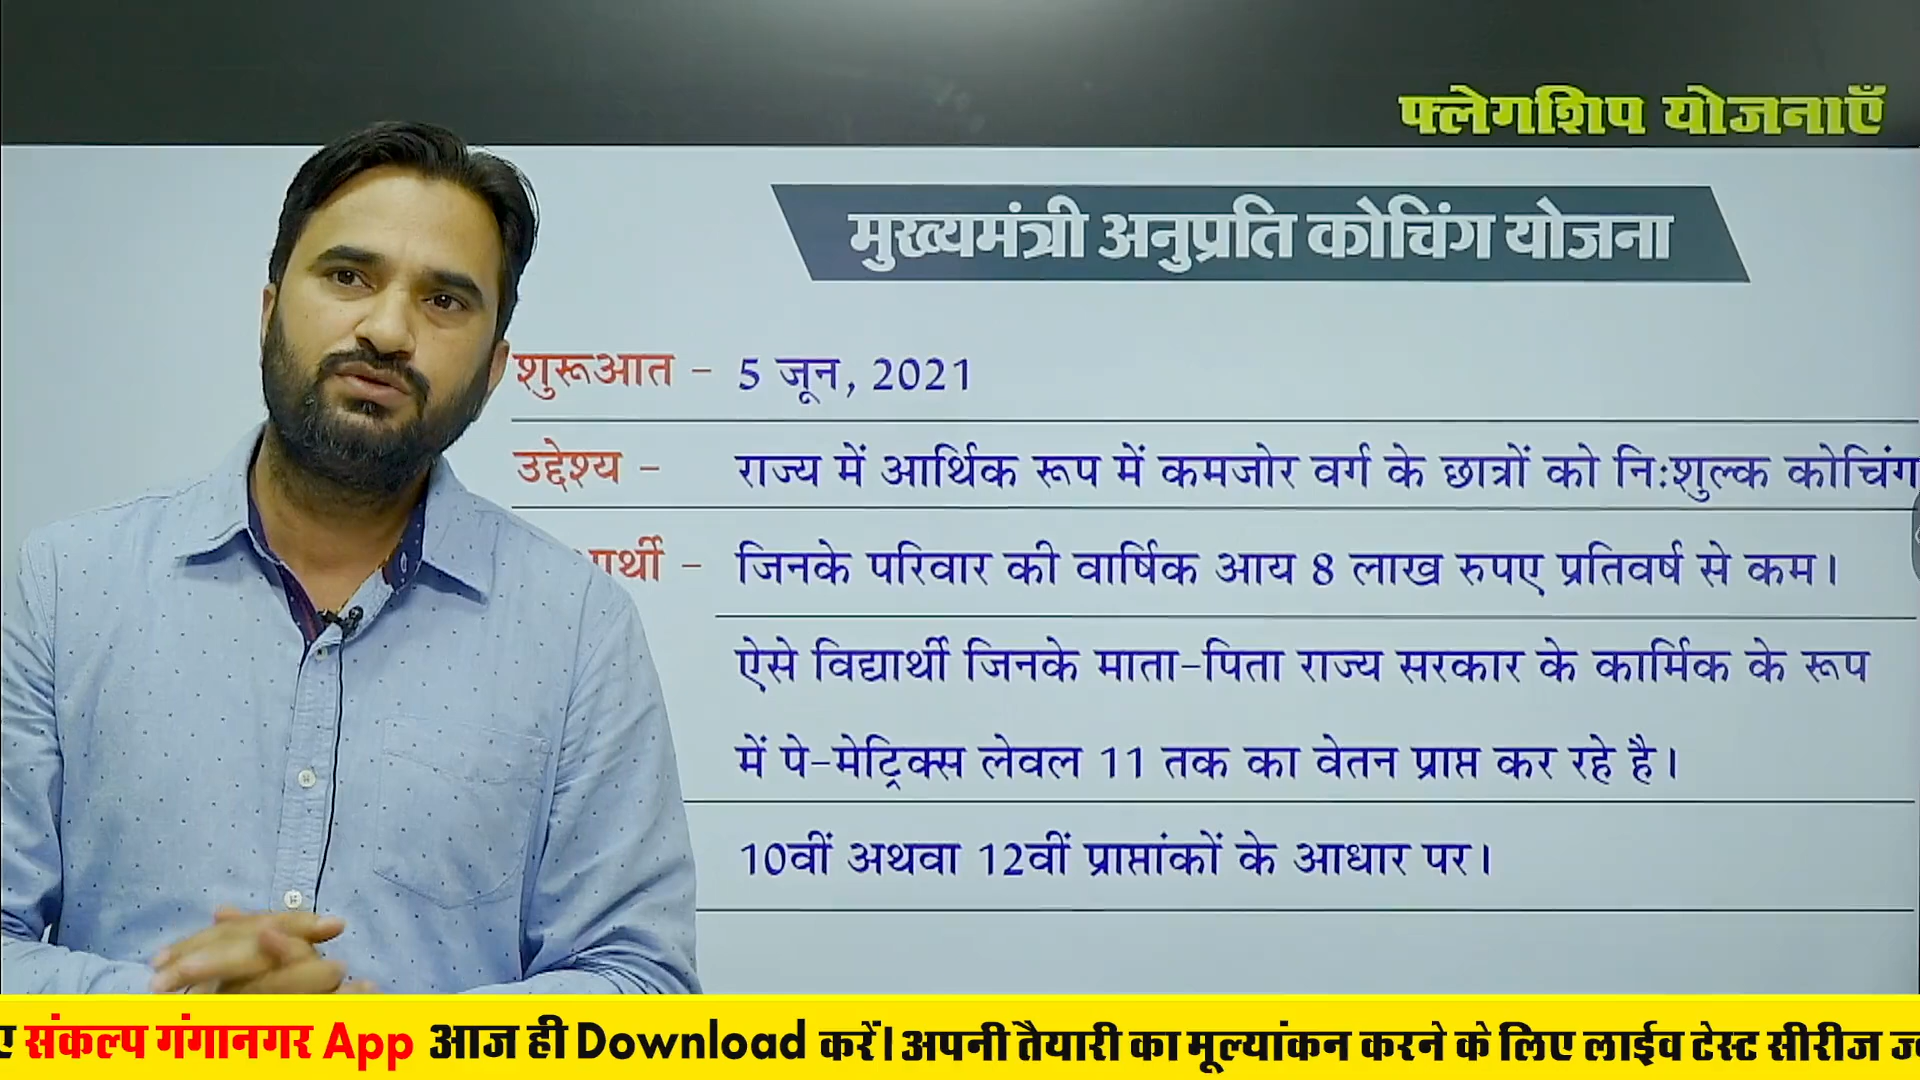 फ्लेगशिप योजनाएँ
मुख्यमंत्री अनुप्रति कोचिंग योजना
शुरूआत - 5 जून, 2021
उद्देश्य - राज्य में आर्थिक रूप में कमजोर वर्ग के छात्रों को नि:शुल्क कोचिंग
- जिनके परिवार की वार्षिक आय 8 लाख रुपए प्रतिवर्ष से कम।
ऐसे विद्यार्थी जिनके माता-पिता राज्य सरकार के कार्मिक के रूप
में पे-मेट्रिक्स लेवल 11 तक का वेतन प्राप्त कर रहे है।
10वीं अथवा 12वीं प्राप्तांकों के आधार पर।
संकल्प गंगानगर App आज ही Download करें। अपनी तैयारी का मूल्यांकन करने के लिए लाईव टेस्ट सीरीज